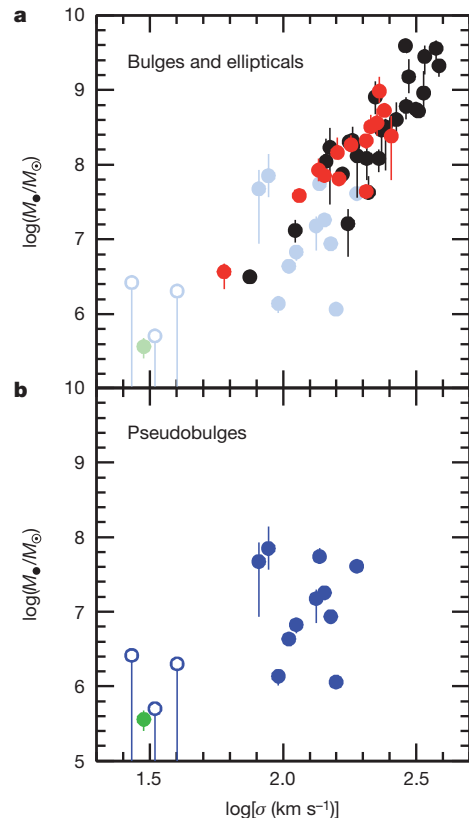 a
10
Bulges and ellipticals
9
8
log(M●/M☉)
7
6
b
10
Pseudobulges
9
8
log(M●/M☉)
7
6
5
1.5 2.0 2.5
log[σ (km s⁻¹)]